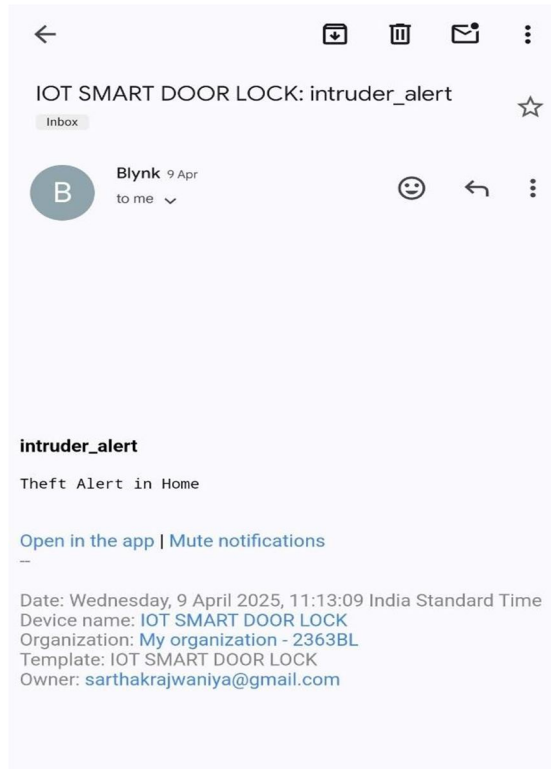 IOT SMART DOOR LOCK: intruder_alert
Inbox
B
Blynk 9 Apr
to me
intruder_alert
Theft Alert in Home
Open in the app | Mute notifications
--
Date: Wednesday, 9 April 2025, 11:13:09 India Standard Time
Device name: IOT SMART DOOR LOCK
Organization: My organization - 2363BL
Template: IOT SMART DOOR LOCK
Owner: sarthakrajwaniya@gmail.com